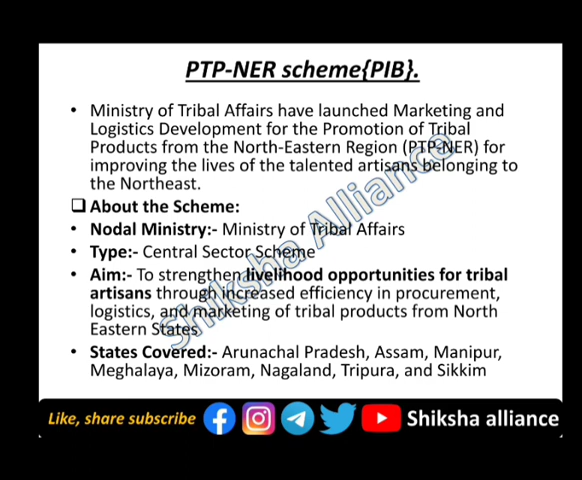 PTP-NER scheme{PIB}.
• Ministry of Tribal Affairs have launched Marketing and
Logistics Development for the Promotion of Tribal
Products from the North-Eastern Region (PTP-NER) for
improving the lives of the talented artisans belonging to
the Northeast.
❑ About the Scheme:
• Nodal Ministry:- Ministry of Tribal Affairs
• Type:- Central Sector Scheme
• Aim:- To strengthen livelihood opportunities for tribal
artisans through increased efficiency in procurement,
logistics, and marketing of tribal products from North
Eastern States
• States Covered:- Arunachal Pradesh, Assam, Manipur,
Meghalaya, Mizoram, Nagaland, Tripura, and Sikkim
Shiksha Alliance
Like, share subscribe Shiksha alliance